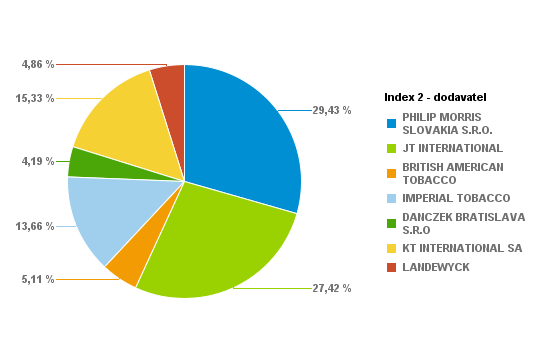 4,86 %
15,33 %
29,43 %
4,19 %
13,66 %
5,11 %
27,42 %
Index 2 - dodavatel
PHILIP MORRIS
SLOVAKIA S.R.O.
JT INTERNATIONAL
BRITISH AMERICAN
TOBACCO
IMPERIAL TOBACCO
DANCZEK BRATISLAVA
S.R.O
KT INTERNATIONAL SA
LANDEWYCK